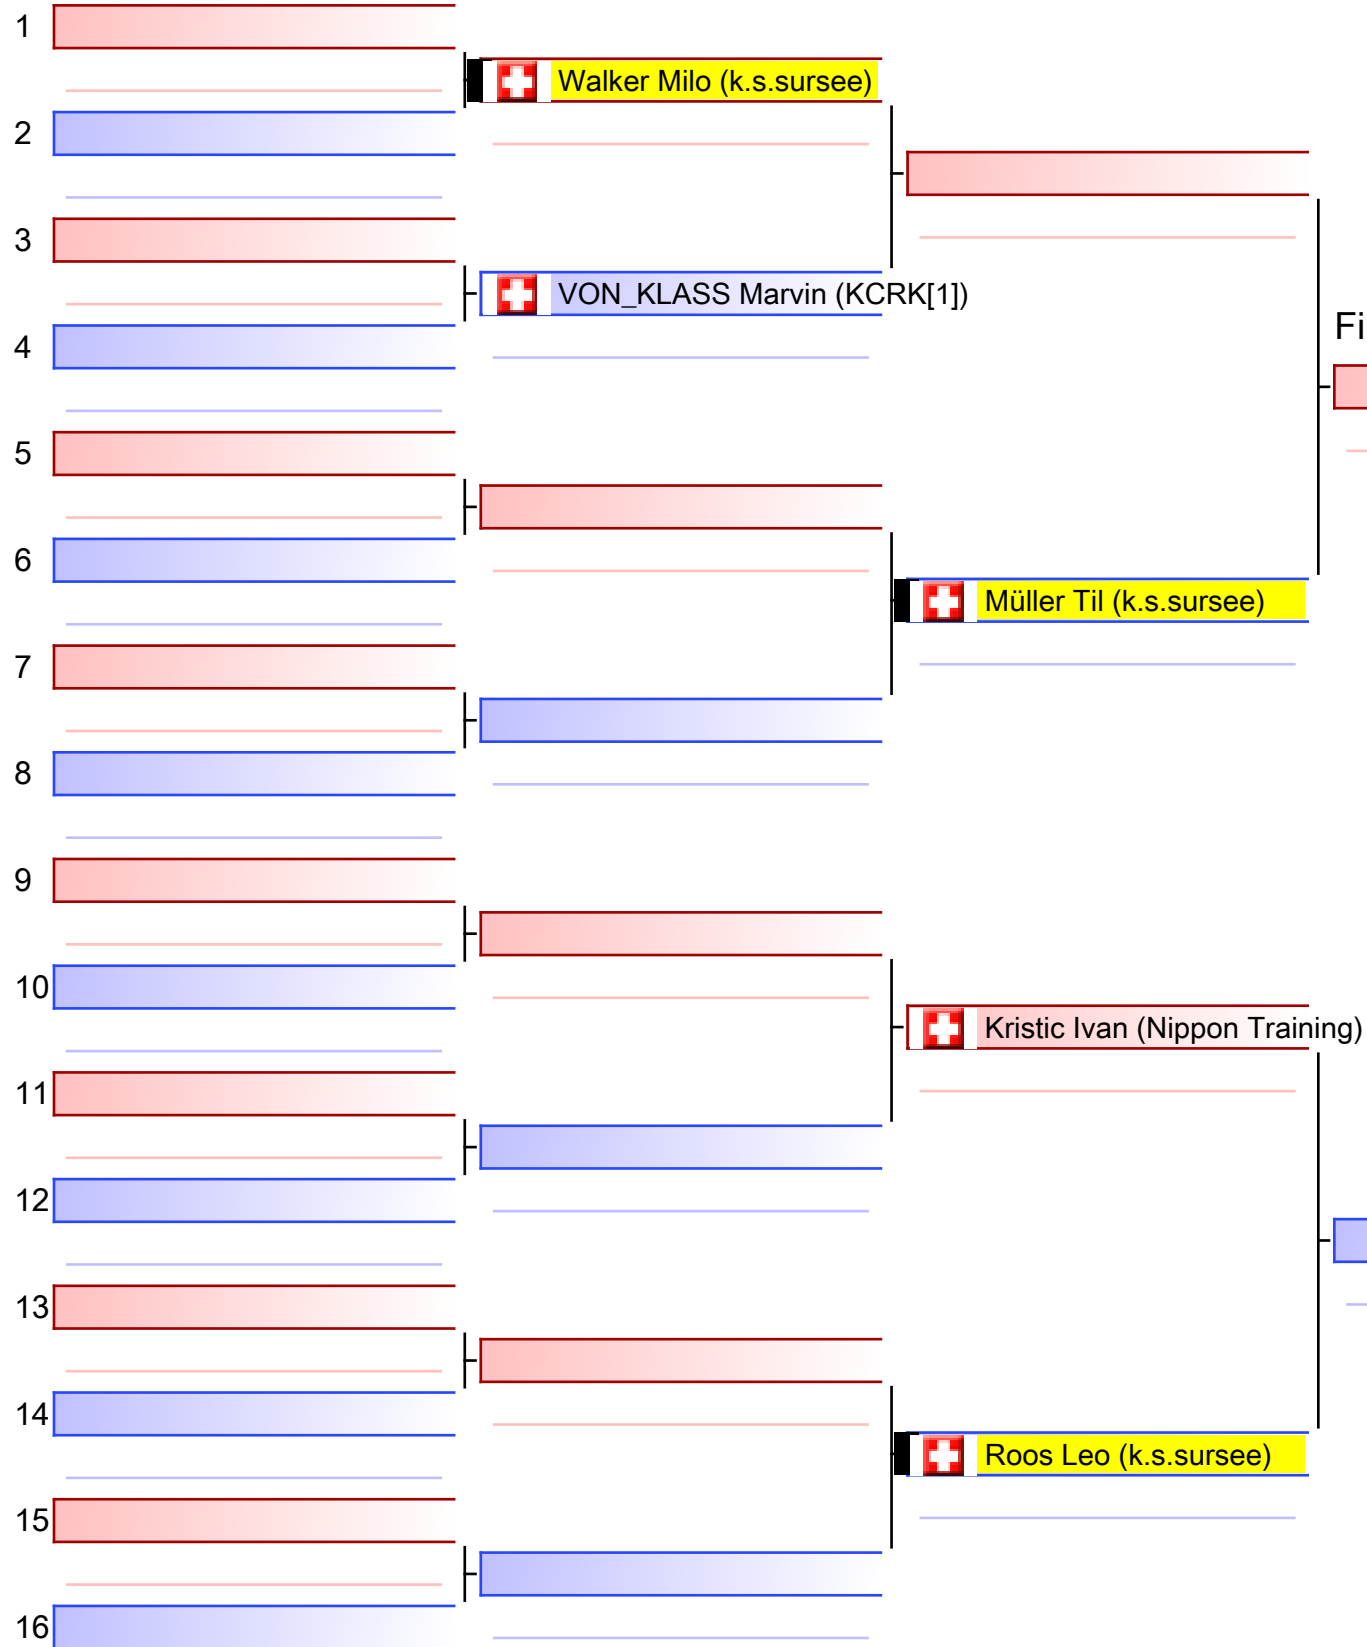 1
Walker Milo (k.s.sursee)
2
3
VON_KLASS Marvin (KCRK[1])
4
Fi
5
6
Müller Til (k.s.sursee)
7
8
9
10
Kristic Ivan (Nippon Training)
11
12
13
14
Roos Leo (k.s.sursee)
15
16